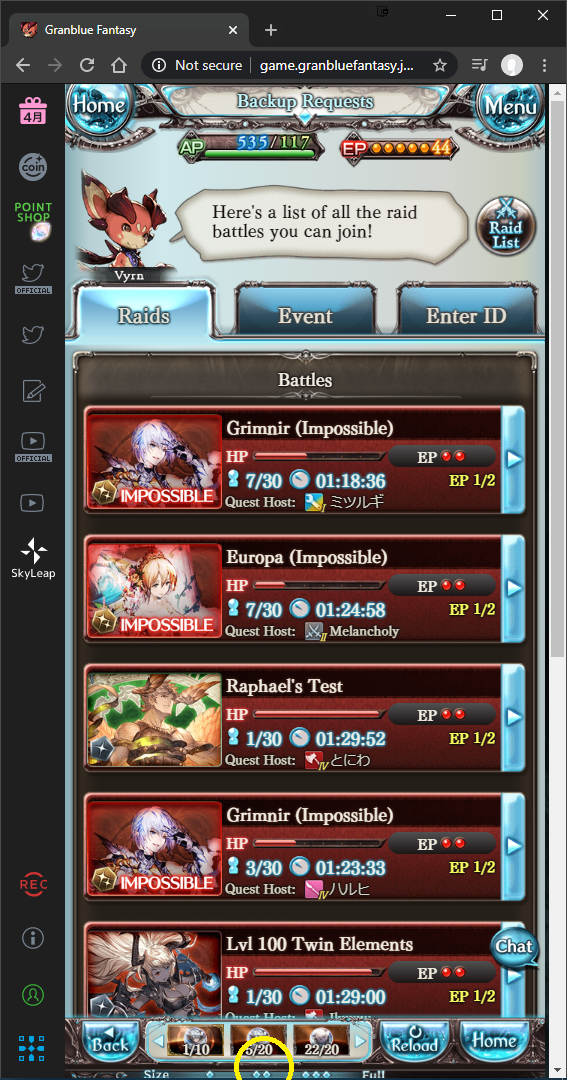 Granblue Fantasy
Not secure
game.granbluefantasy.j...
4月
coin
POINT
SHOP
OFFICIAL
OFFICIAL
SkyLeap
REC
Home
Backup Requests
Menu
AP 535/117
EP 44
Here's a list of all the raid
battles you can join!
Vyrn
Raid
List
Raids
Event
Enter ID
Battles
IMPOSSIBLE
Grimnir (Impossible)
HP
EP
7/30 01:18:36
EP 1/2
Quest Host: I ミツルギ
IMPOSSIBLE
Europa (Impossible)
HP
EP
7/30 01:24:58
EP 1/2
Quest Host: II Melancholy
Raphael's Test
HP
EP
1/30 01:29:52
EP 1/2
Quest Host: IV とにわ
IMPOSSIBLE
Grimnir (Impossible)
HP
EP
3/30 01:23:33
EP 1/2
Quest Host: IV ハルヒ
Lvl 100 Twin Elements
HP
EP
1/30 01:29:00
EP 1/2
Quest Host:
Chat
Back
1/10
5/20
22/20
Reload
Home
Size
Full